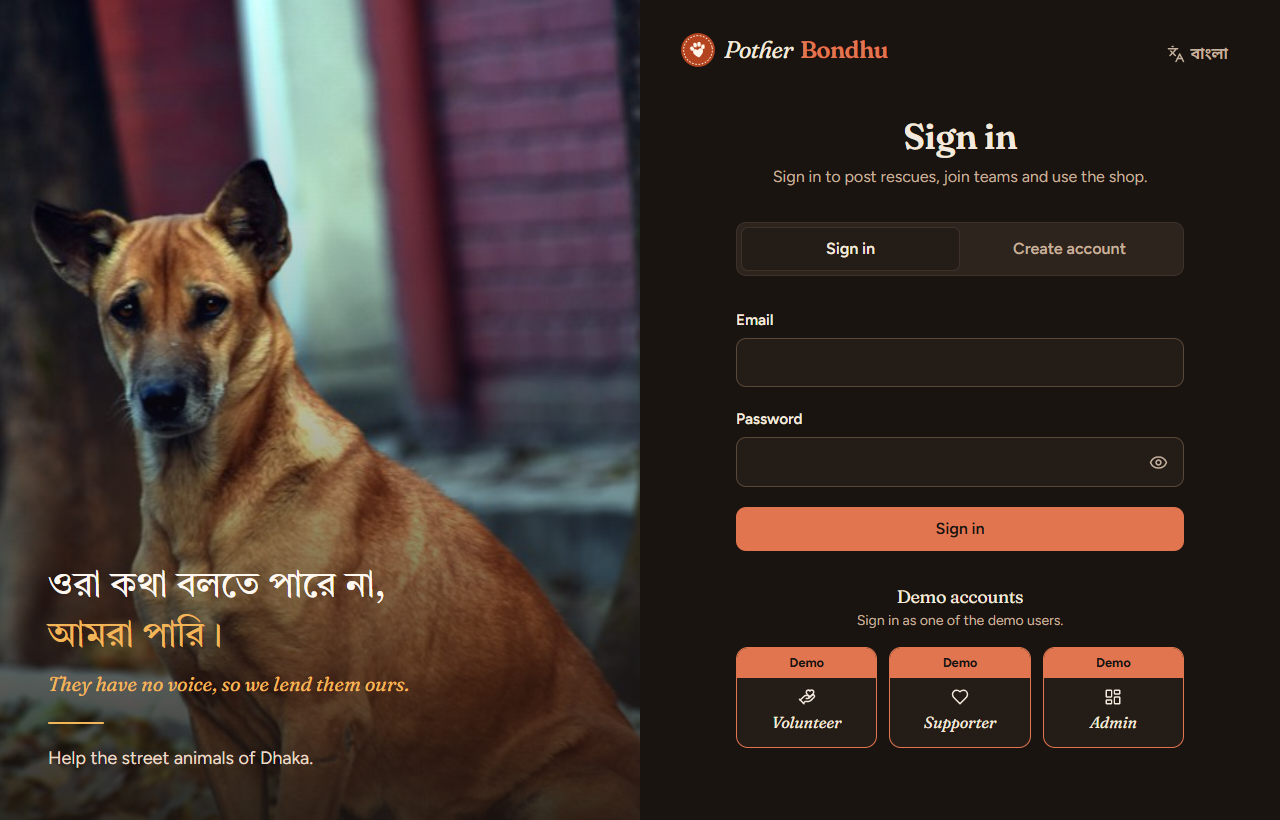 Pother Bondhu
বাংলা
Sign in
Sign in to post rescues, join teams and use the shop.
Sign in
Create account
Email
Password
Sign in
Demo accounts
Sign in as one of the demo users.
Demo
Volunteer
Demo
Supporter
Demo
Admin
ওরা কথা বলতে পারে না,
আমরা পারি।
They have no voice, so we lend them ours.
Help the street animals of Dhaka.